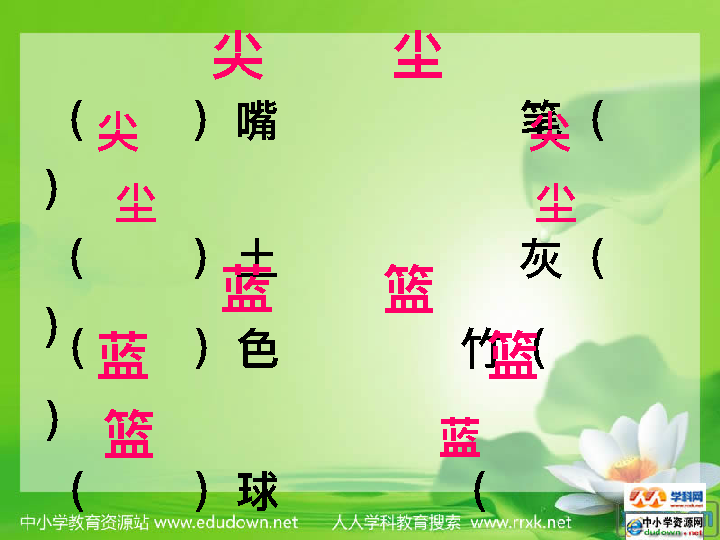 尖 尘
( 尖 ) 嘴 笔 ( 尖
)
尘 尘
( ) 土 灰 (
蓝 篮
)
( 蓝 ) 色 竹 ( 篮
)
篮 蓝
( ) 球 (
中小学教育资源站 www.edudown.net 人人学科教育搜索 www.rrxk.net
学科网
中小学资源网
edudown.net